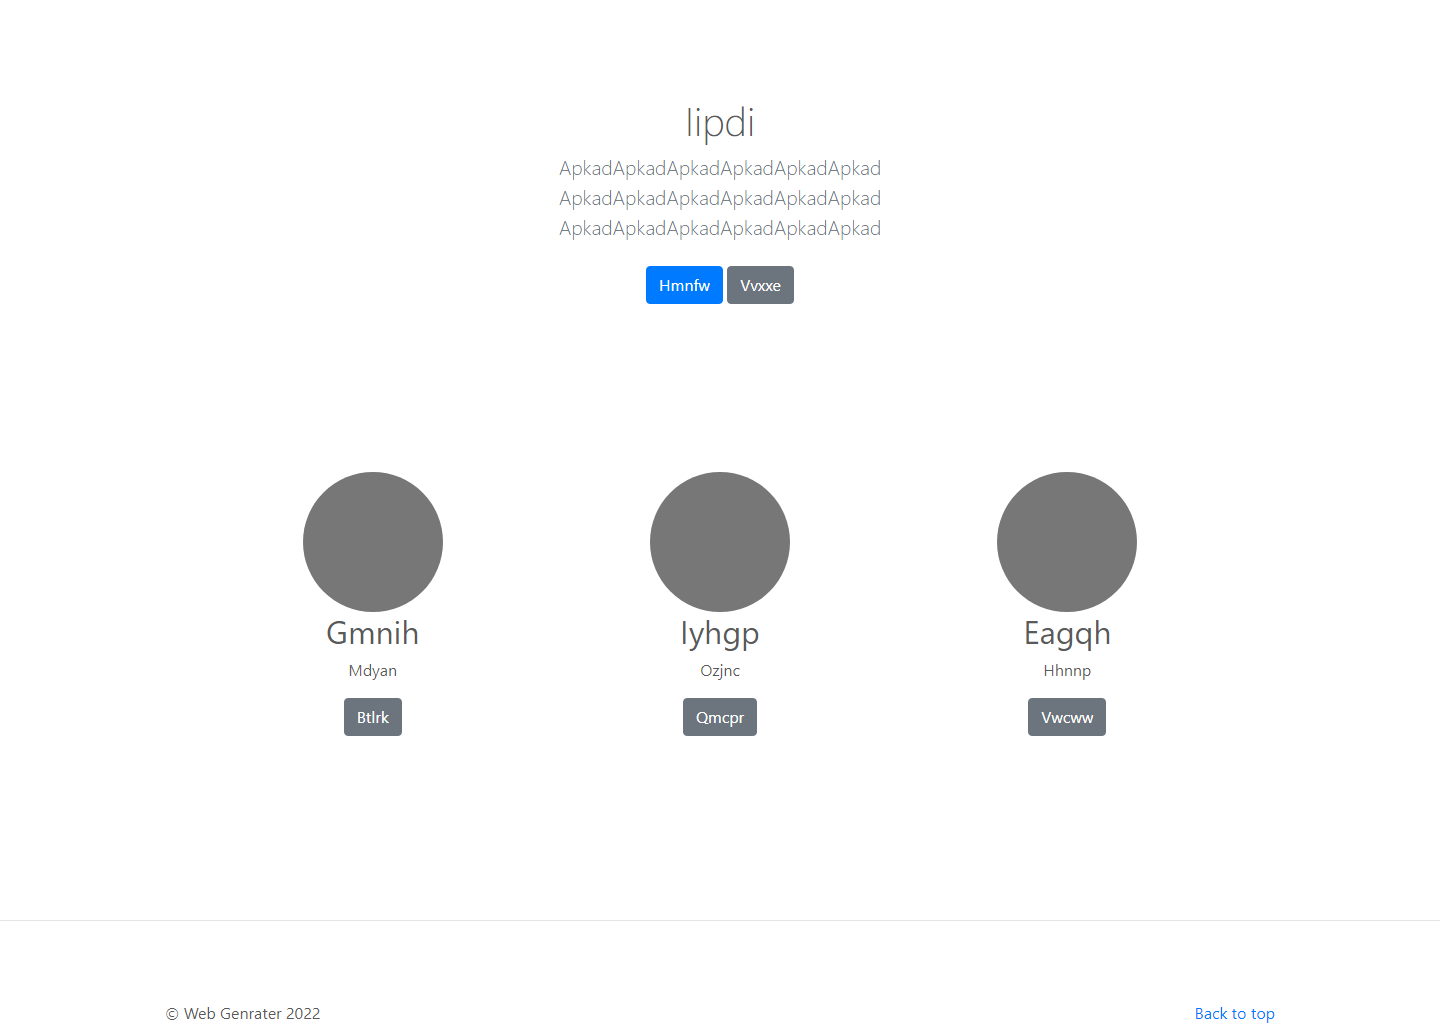 lipdi
ApkadApkadApkadApkadApkadApkad
ApkadApkadApkadApkadApkadApkad
ApkadApkadApkadApkadApkadApkad
Hmnfw Vvxxe
Gmnih Iyhgp Eagqh
Mdyan Ozjnc Hhnnp
Btlrk Qmcpr Vwcww
© Web Genrater 2022 Back to top